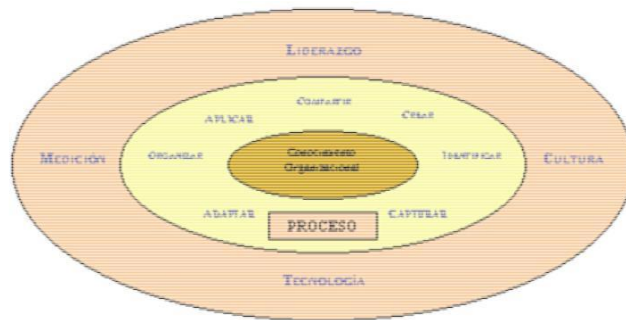 LIDERAZGO
COMPARTIR
APLICAR
CREAR
MEDICIÓN
ORGANIZAR
Conocimiento
Organizacional
IDENTIFICAR
CULTURA
ADAPTAR
CAPTURAR
PROCESO
TECNOLOGÍA